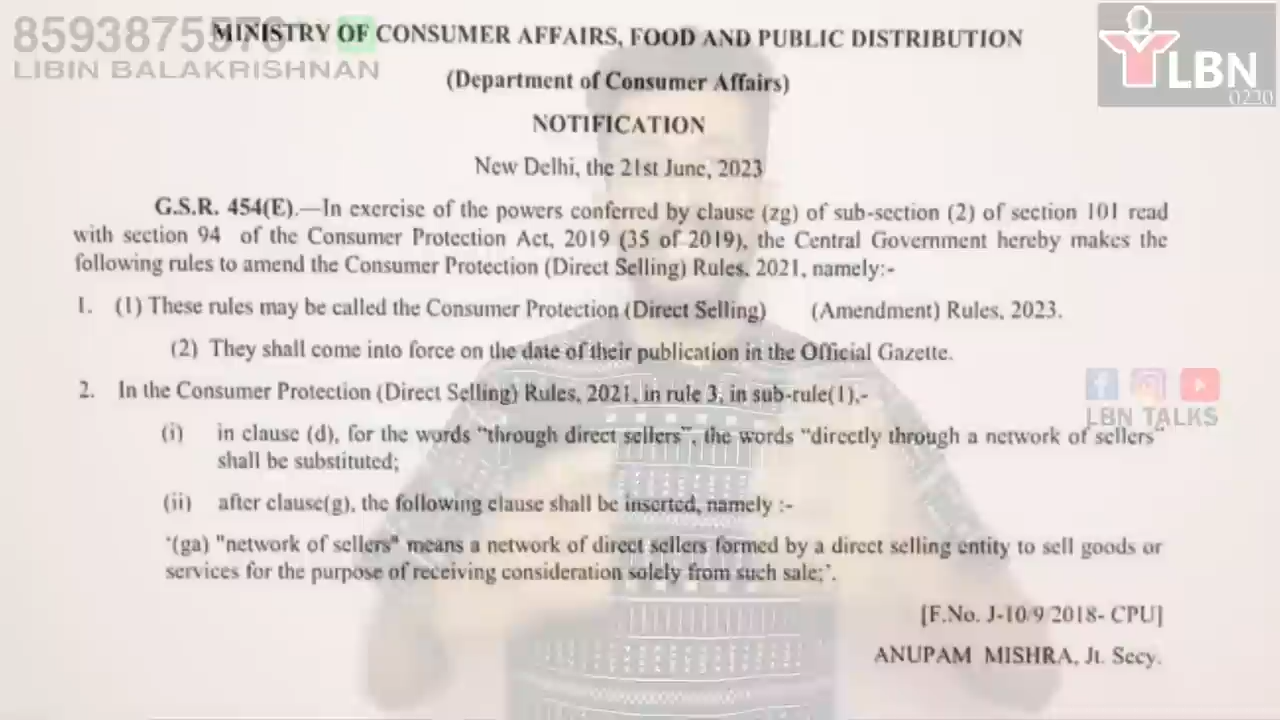 8593875576
LIBIN BALAKRISHNAN
LBN
0220
MINISTRY OF CONSUMER AFFAIRS, FOOD AND PUBLIC DISTRIBUTION
(Department of Consumer Affairs)
NOTIFICATION
New Delhi, the 21st June, 2023
G.S.R. 454(E).—In exercise of the powers conferred by clause (zg) of sub-section (2) of section 101 read
with section 94 of the Consumer Protection Act, 2019 (35 of 2019), the Central Government hereby makes the
following rules to amend the Consumer Protection (Direct Selling) Rules, 2021, namely:-
1. (1) These rules may be called the Consumer Protection (Direct Selling) (Amendment) Rules, 2023.
(2) They shall come into force on the date of their publication in the Official Gazette.
2. In the Consumer Protection (Direct Selling) Rules, 2021, in rule 3, in sub-rule(1),-
(i) in clause (d), for the words “through direct sellers”, the words “directly through a network of sellers”
shall be substituted;
(ii) after clause(g), the following clause shall be inserted, namely :-
‘(ga) "network of sellers" means a network of direct sellers formed by a direct selling entity to sell goods or
services for the purpose of receiving consideration solely from such sale;’.
[F.No. J-10/9/2018- CPU]
ANUPAM MISHRA, Jt. Secy.
LBN TALKS